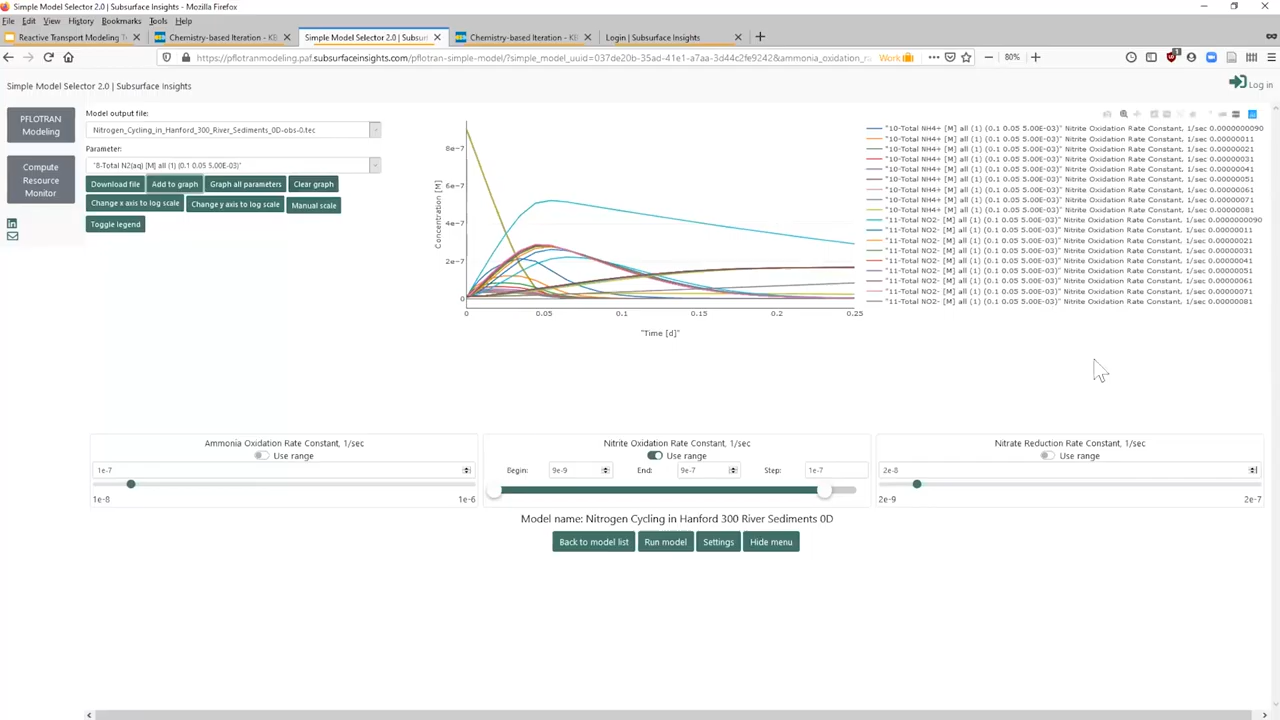 Simple Model Selector 2.0 | Subsurface Insights - Mozilla Firefox
File Edit View History Bookmarks Tools Help
Reactive Transport Modeling T
Chemistry-based Iteration - KB
Simple Model Selector 2.0 | Subsurf
Chemistry-based Iteration - KB
Login | Subsurface Insights
https://pflotranmodeling.paf.subsurfaceinsights.com/pflotran-simple-model/?simple_model_uuid=037de20b-35ad-41e1-a7aa-3d44c2fe9242&ammonia_oxidation_ra
Work
80%
1
Simple Model Selector 2.0 | Subsurface Insights
Log in
PFLOTRAN
Modeling
Compute
Resource
Monitor
Model output file:
Nitrogen_Cycling_in_Hanford_300_River_Sediments_0D-obs-0.tec
Parameter:
"8-Total N2(aq) [M] all (1) (0.1 0.05 5.00E-03)"
Download file
Add to graph
Graph all parameters
Clear graph
Change x axis to log scale
Change y axis to log scale
Manual scale
Toggle legend
Concentration [M]
8e-7
6e-7
4e-7
2e-7
0
0 0.05 0.1 0.15 0.2 0.25
"Time [d]"
"10-Total NH4+ [M] all (1) (0.1 0.05 5.00E-03)" Nitrite Oxidation Rate Constant, 1/sec 0.0000000090
"10-Total NH4+ [M] all (1) (0.1 0.05 5.00E-03)" Nitrite Oxidation Rate Constant, 1/sec 0.00000011
"10-Total NH4+ [M] all (1) (0.1 0.05 5.00E-03)" Nitrite Oxidation Rate Constant, 1/sec 0.00000021
"10-Total NH4+ [M] all (1) (0.1 0.05 5.00E-03)" Nitrite Oxidation Rate Constant, 1/sec 0.00000031
"10-Total NH4+ [M] all (1) (0.1 0.05 5.00E-03)" Nitrite Oxidation Rate Constant, 1/sec 0.00000041
"10-Total NH4+ [M] all (1) (0.1 0.05 5.00E-03)" Nitrite Oxidation Rate Constant, 1/sec 0.00000051
"10-Total NH4+ [M] all (1) (0.1 0.05 5.00E-03)" Nitrite Oxidation Rate Constant, 1/sec 0.00000061
"10-Total NH4+ [M] all (1) (0.1 0.05 5.00E-03)" Nitrite Oxidation Rate Constant, 1/sec 0.00000071
"10-Total NH4+ [M] all (1) (0.1 0.05 5.00E-03)" Nitrite Oxidation Rate Constant, 1/sec 0.00000081
"11-Total NO2- [M] all (1) (0.1 0.05 5.00E-03)" Nitrite Oxidation Rate Constant, 1/sec 0.0000000090
"11-Total NO2- [M] all (1) (0.1 0.05 5.00E-03)" Nitrite Oxidation Rate Constant, 1/sec 0.00000011
"11-Total NO2- [M] all (1) (0.1 0.05 5.00E-03)" Nitrite Oxidation Rate Constant, 1/sec 0.00000021
"11-Total NO2- [M] all (1) (0.1 0.05 5.00E-03)" Nitrite Oxidation Rate Constant, 1/sec 0.00000031
"11-Total NO2- [M] all (1) (0.1 0.05 5.00E-03)" Nitrite Oxidation Rate Constant, 1/sec 0.00000041
"11-Total NO2- [M] all (1) (0.1 0.05 5.00E-03)" Nitrite Oxidation Rate Constant, 1/sec 0.00000051
"11-Total NO2- [M] all (1) (0.1 0.05 5.00E-03)" Nitrite Oxidation Rate Constant, 1/sec 0.00000061
"11-Total NO2- [M] all (1) (0.1 0.05 5.00E-03)" Nitrite Oxidation Rate Constant, 1/sec 0.00000071
"11-Total NO2- [M] all (1) (0.1 0.05 5.00E-03)" Nitrite Oxidation Rate Constant, 1/sec 0.00000081
Ammonia Oxidation Rate Constant, 1/sec
Use range
1e-7
1e-8 1e-6
Nitrite Oxidation Rate Constant, 1/sec
Use range
Begin: 9e-9 End: 9e-7 Step: 1e-7
Nitrate Reduction Rate Constant, 1/sec
Use range
2e-8
2e-9 2e-7
Model name: Nitrogen Cycling in Hanford 300 River Sediments 0D
Back to model list
Run model
Settings
Hide menu